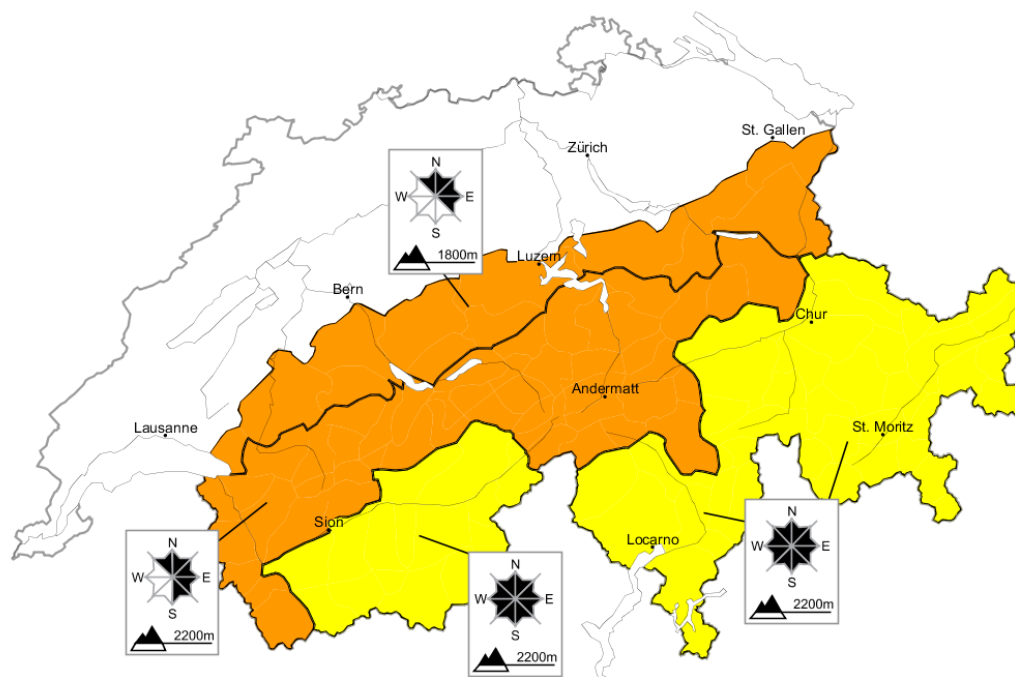 St. Gallen
Zürich
N
W E
S
1800m
Luzern
Bern
Chur
Andermatt
Lausanne
St. Moritz
Sion
N
W E
S
2200m
Locarno
N
W E
S
2200m
N
W E
S
2200m